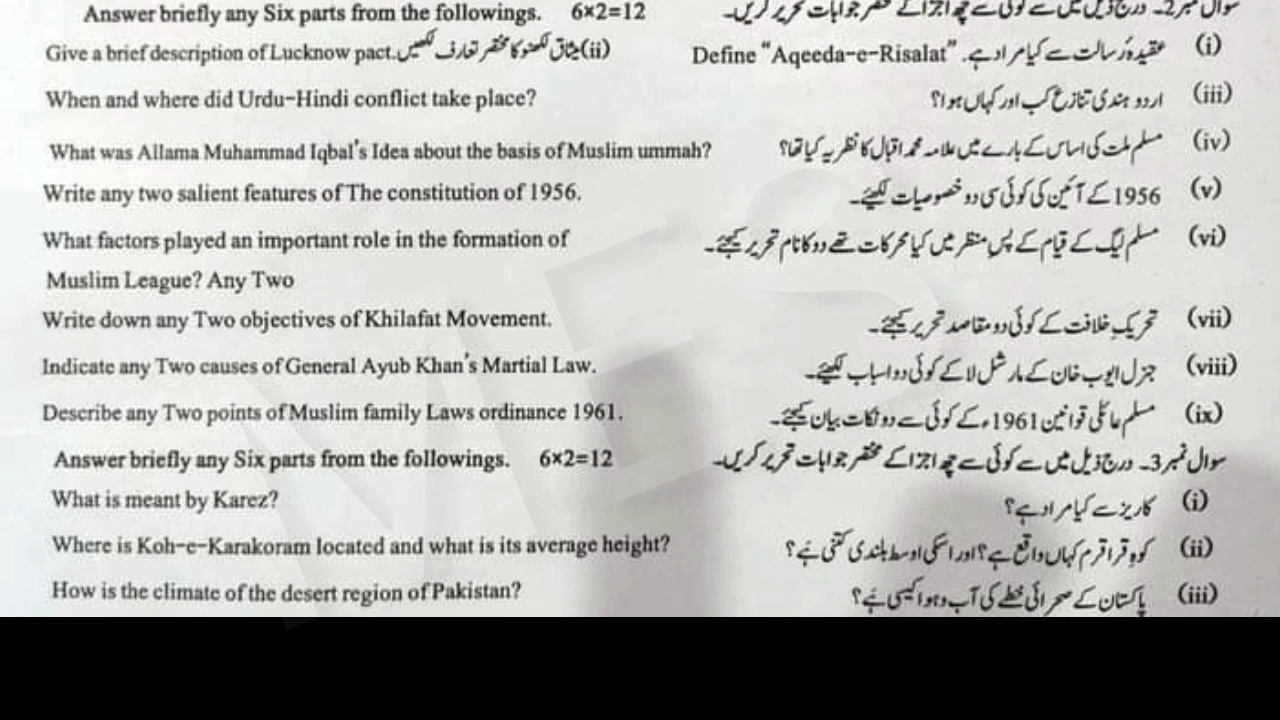 Answer briefly any Six parts from the followings. 6×2=12 سوال نمبر 2۔ درج ذیل میں سے کوئی سے چھ اجزا کے مختصر جوابات تحریر کریں۔
(i) عقیدہ رسالت سے کیا مراد ہے۔ Define "Aqeeda-e-Risalat". (ii) میثاق لکھنو کا مختصر تعارف لکھیں۔ Give a brief description of Lucknow pact.
When and where did Urdu-Hindi conflict take place? اردو ہندی تنازع کب اور کہاں ہوا؟ (iii)
What was Allama Muhammad Iqbal's Idea about the basis of Muslim ummah? مسلم ملت کی اساس کے بارے میں علامہ محمد اقبال کا نظریہ کیا تھا؟ (iv)
Write any two salient features of The constitution of 1956. 1956 کے آئین کی کوئی سی دو خصوصیات لکھیئے۔ (v)
What factors played an important role in the formation of مسلم لیگ کے قیام کے پس منظر میں کیا محرکات تھے دو کا نام تحریر کیجئے۔ (vi)
Muslim League? Any Two
Write down any Two objectives of Khilafat Movement. تحریکِ خلافت کے کوئی دو مقاصد تحریر کیجئے۔ (vii)
Indicate any Two causes of General Ayub Khan's Martial Law. جنرل ایوب خان کے مارشل لا کے کوئی دو اسباب لکھیئے۔ (viii)
Describe any Two points of Muslim family Laws ordinance 1961. مسلم عائلی قوانین 1961ء کے کوئی سے دو نکات بیان کیجئے۔ (ix)
Answer briefly any Six parts from the followings. 6×2=12 سوال نمبر 3۔ درج ذیل میں سے کوئی سے چھ اجزا کے مختصر جوابات تحریر کریں۔
What is meant by Karez? کاریز سے کیا مراد ہے؟ (i)
Where is Koh-e-Karakoram located and what is its average height? کوہِ قراقرم کہاں واقع ہے؟ اور اسکی اوسط بلندی کتنی ہے؟ (ii)
How is the climate of the desert region of Pakistan? پاکستان کے صحرائی خطے کی آب و ہوا کیسی ہے؟ (iii)
MES